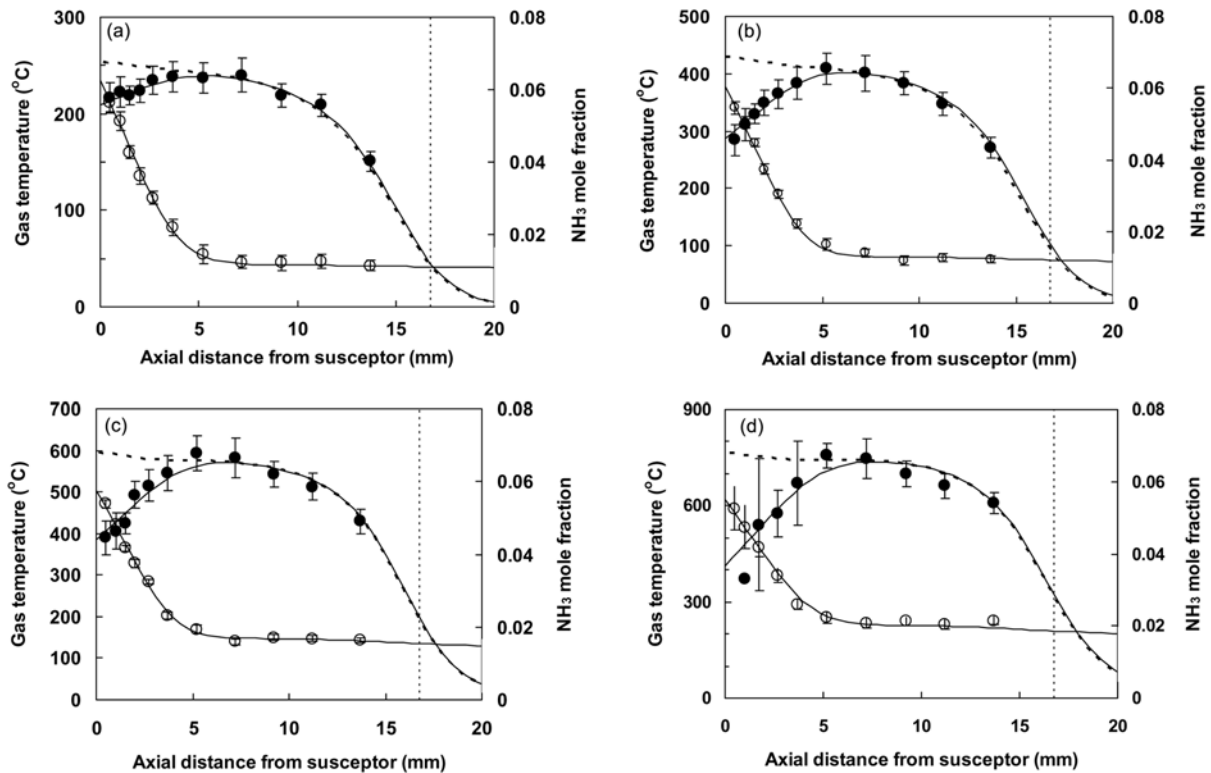 (a)
300
200
100
50
0
Gas temperature (°C)
0.08
0.06
0.04
0.02
0
NH3 mole fraction
0 5 10 15 20
Axial distance from susceptor (mm)
(b)
500
400
300
200
100
0
Gas temperature (°C)
0.08
0.06
0.04
0.02
0
NH3 mole fraction
0 5 10 15 20
Axial distance from susceptor (mm)
(c)
700
600
500
400
300
200
100
0
Gas temperature (°C)
0.08
0.06
0.04
0.02
0
NH3 mole fraction
0 5 10 15 20
Axial distance from susceptor (mm)
(d)
900
600
300
0
Gas temperature (°C)
0.08
0.06
0.04
0.02
0
NH3 mole fraction
0 5 10 15 20
Axial distance from susceptor (mm)